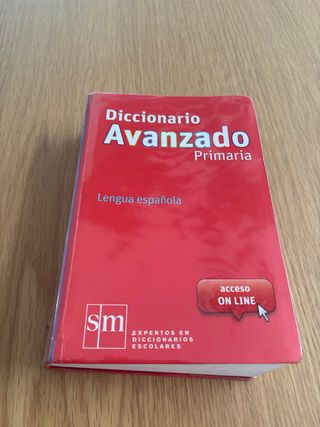 Diccionario
Avanzado
Primaria
Lengua española
acceso
ON LINE
sm
EXPERTOS EN
DICCIONARIOS
ESCOLARES